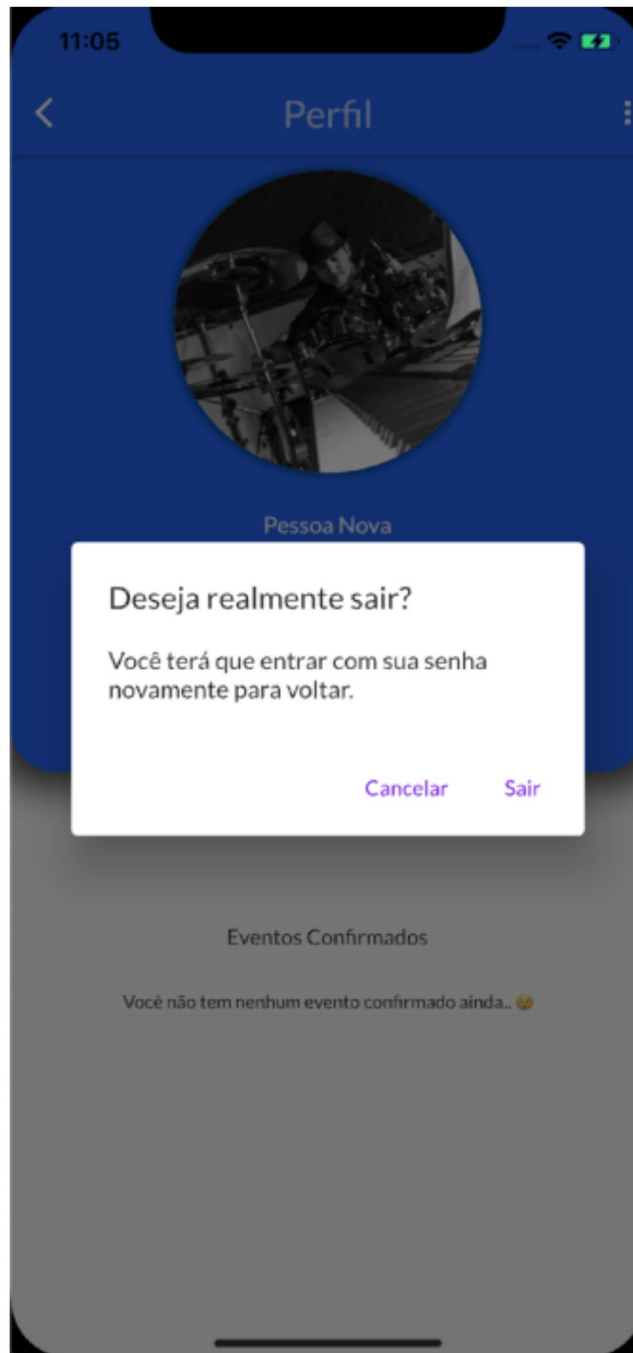 11:05
Perfil
Pessoa Nova
Deseja realmente sair?
Você terá que entrar com sua senha
novamente para voltar.
Cancelar Sair
Eventos Confirmados
Você não tem nenhum evento confirmado ainda.. 😢